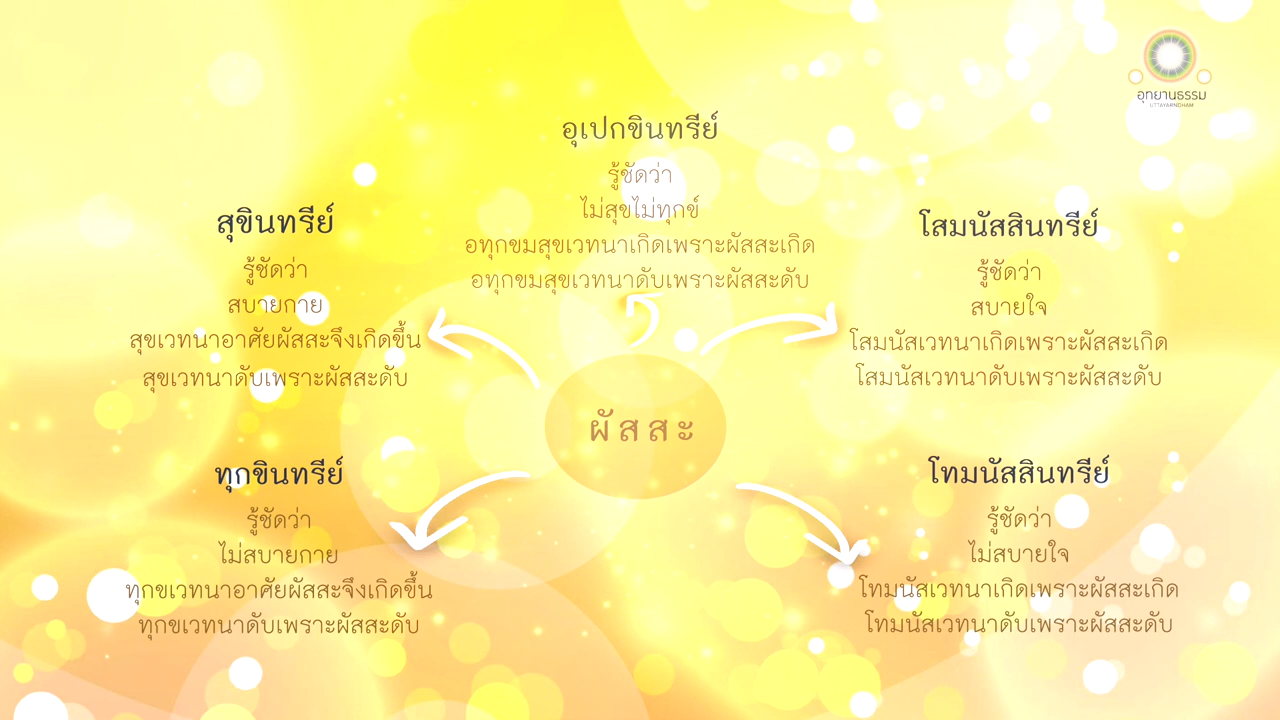 อุทยานธรรม
UTTAYARNDHAM
อุเปกขินทรีย์
รู้ชัดว่า
ไม่สุขไม่ทุกข์
อทุกขมสุขเวทนาเกิดเพราะผัสสะเกิด
อทุกขมสุขเวทนาดับเพราะผัสสะดับ
สุขินทรีย์
รู้ชัดว่า
สบายกาย
สุขเวทนาอาศัยผัสสะจึงเกิดขึ้น
สุขเวทนาดับเพราะผัสสะดับ
โสมนัสสินทรีย์
รู้ชัดว่า
สบายใจ
โสมนัสเวทนาเกิดเพราะผัสสะเกิด
โสมนัสเวทนาดับเพราะผัสสะดับ
ผัสสะ
ทุกขินทรีย์
รู้ชัดว่า
ไม่สบายกาย
ทุกขเวทนาอาศัยผัสสะจึงเกิดขึ้น
ทุกขเวทนาดับเพราะผัสสะดับ
โทมนัสสินทรีย์
รู้ชัดว่า
ไม่สบายใจ
โทมนัสเวทนาเกิดเพราะผัสสะเกิด
โทมนัสเวทนาดับเพราะผัสสะดับ